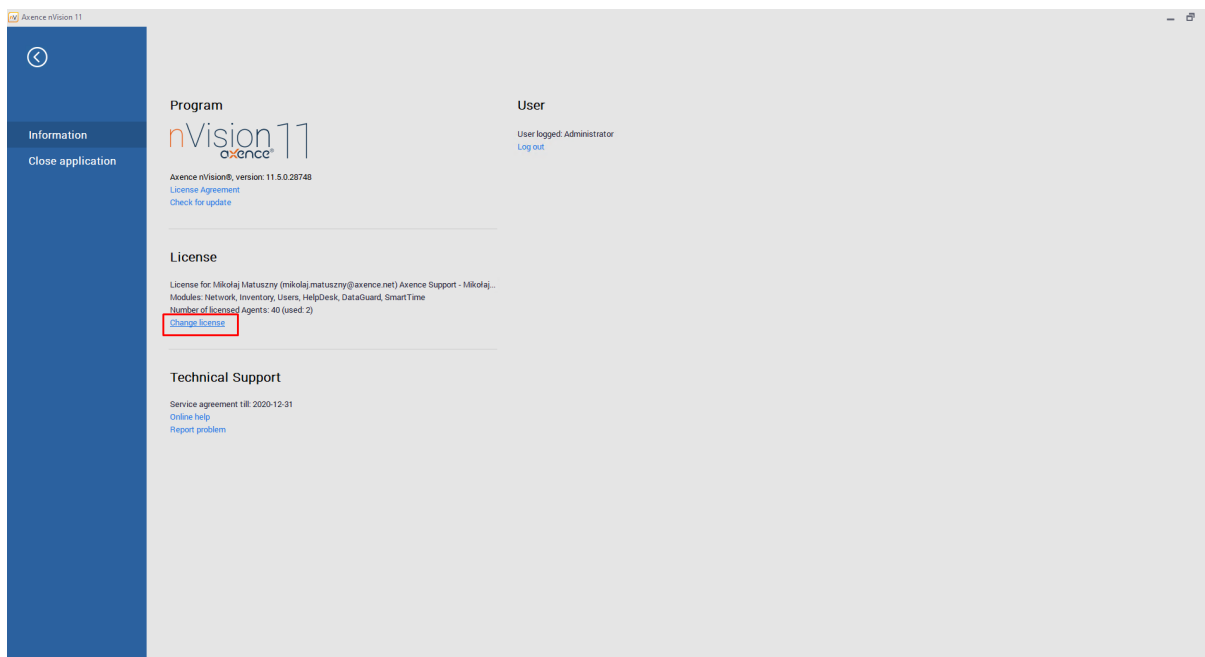 Axence nVision 11
Information
Close application
Program
nVision 11
axence®
Axence nVision®, version: 11.5.0.28748
License Agreement
Check for update
License
License for: Mikołaj Matuszny (mikolaj.matuszny@axence.net) Axence Support - Mikołaj...
Modules: Network, Inventory, Users, HelpDesk, DataGuard, SmartTime
Number of licensed Agents: 40 (used: 2)
Change license
Technical Support
Service agreement till: 2020-12-31
Online help
Report problem
User
User logged: Administrator
Log out